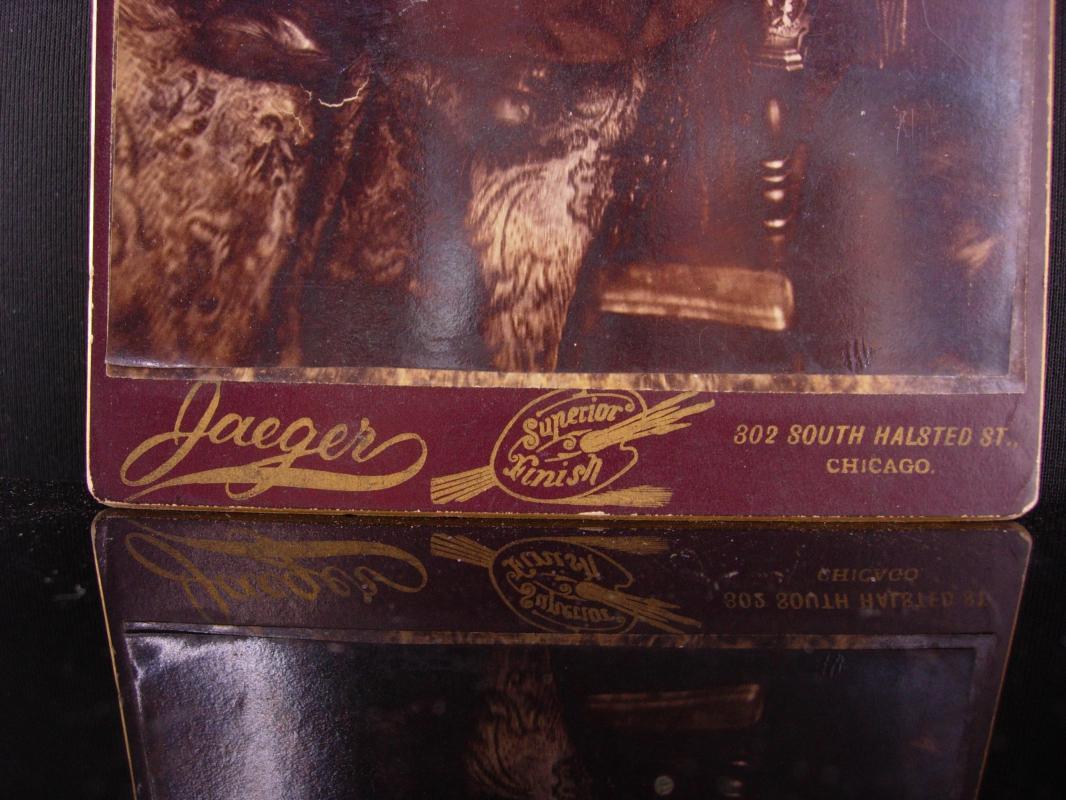 Jaeger
Superior
Finish
302 SOUTH HALSTED ST.,
CHICAGO.